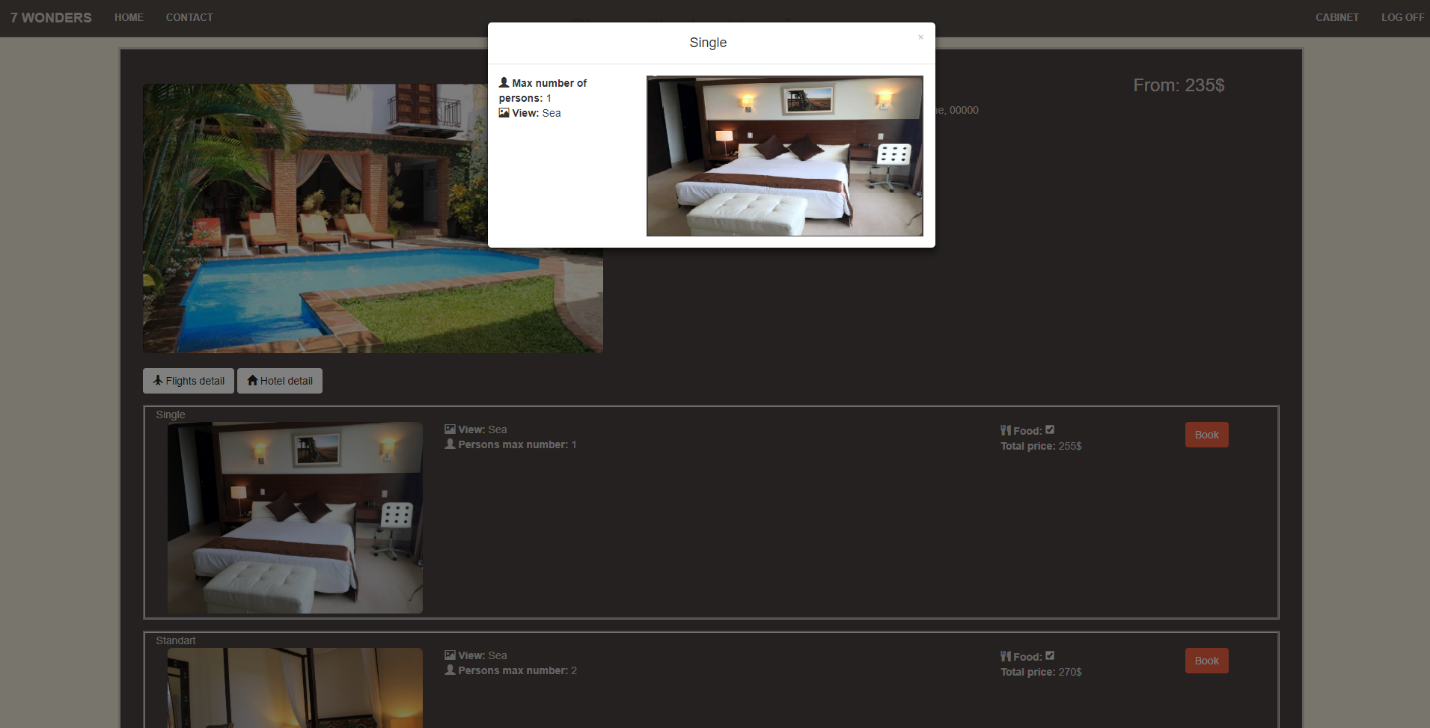 7 WONDERS HOME CONTACT CABINET LOG OFF
Single ×
Max number of
persons: 1
View: Sea
From: 235$
00000
Flights detail Hotel detail
Single
View: Sea Food: Book
Persons max number: 1 Total price: 255$
Standart
View: Sea Food: Book
Persons max number: 2 Total price: 270$